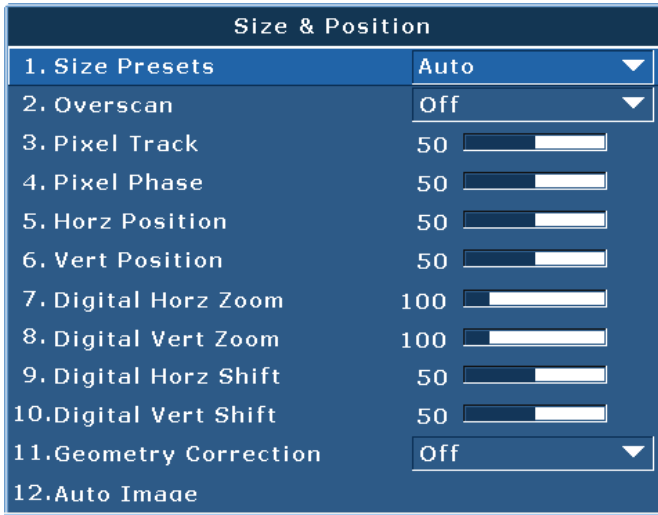 Size & Position
1. Size Presets Auto
2. Overscan Off
3. Pixel Track 50
4. Pixel Phase 50
5. Horz Position 50
6. Vert Position 50
7. Digital Horz Zoom 100
8. Digital Vert Zoom 100
9. Digital Horz Shift 50
10.Digital Vert Shift 50
11.Geometry Correction Off
12.Auto Image